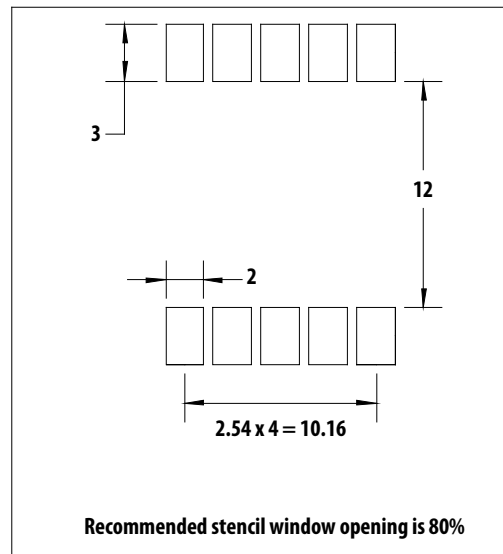 3
12
2
2.54 x 4 = 10.16
Recommended stencil window opening is 80%